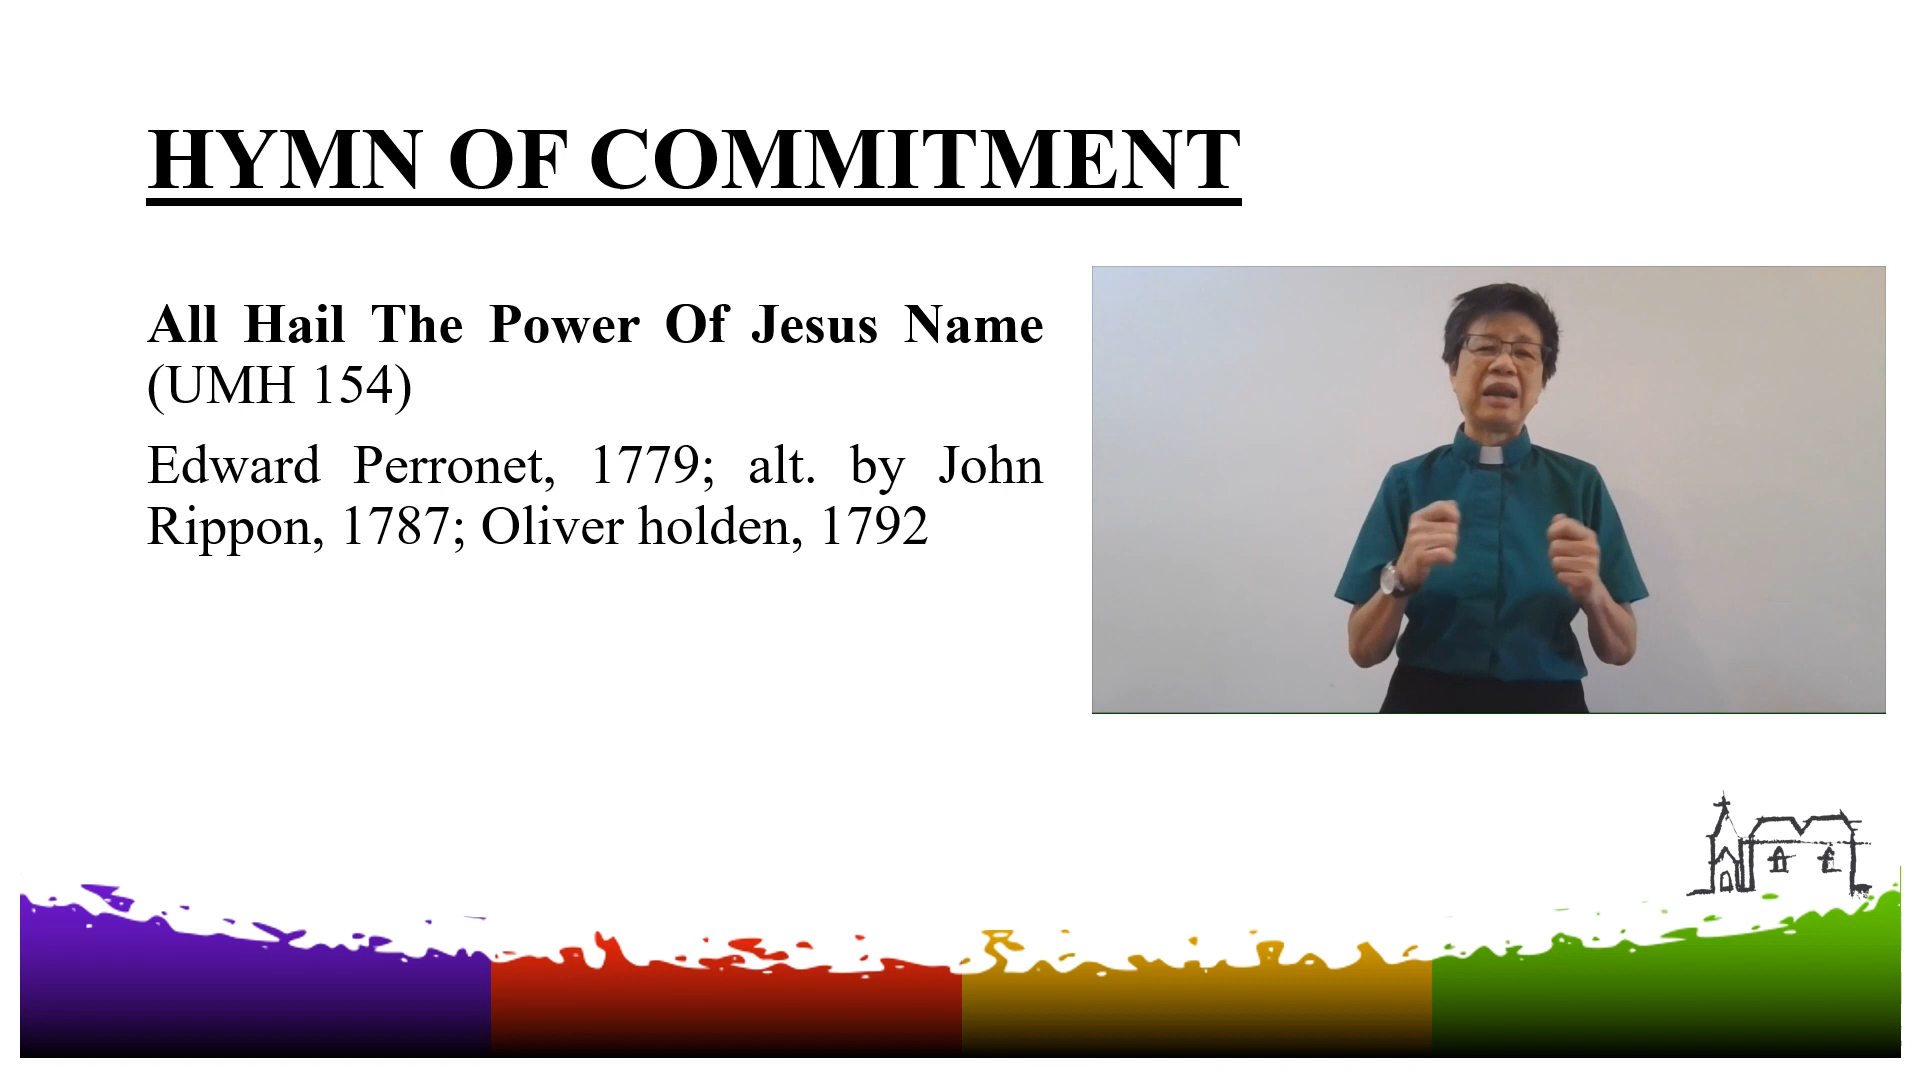 HYMN OF COMMITMENT
All Hail The Power Of Jesus Name
(UMH 154)
Edward Perronet, 1779; alt. by John
Rippon, 1787; Oliver holden, 1792